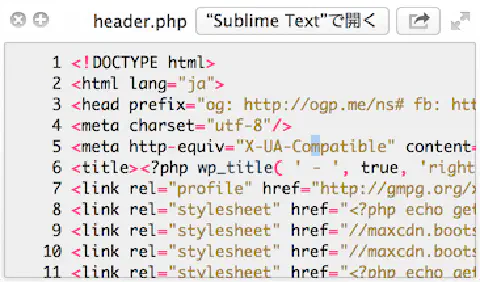 header.php "Sublime Text"で開く
1 <!DOCTYPE html>
2 <html lang="ja">
3 <head prefix="og: http://ogp.me/ns# fb: htt
4 <meta charset="utf-8"/>
5 <meta http-equiv="X-UA-Compatible" content=
6 <title><?php wp_title( ' - ', true, 'right
7 <link rel="profile" href="http://gmpg.org/x
8 <link rel="stylesheet" href="<?php echo get
9 <link rel="stylesheet" href="//maxcdn.boots
10 <link rel="stylesheet" href="//maxcdn.boots
11 <link rel="stylesheet" href="<?php echo get